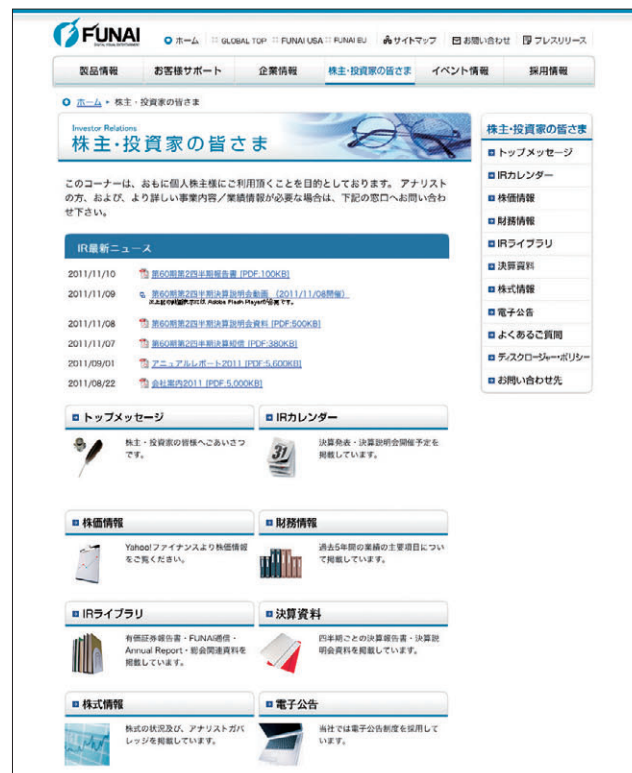 FUNAI
DIGITAL VISUAL ENTERTAINMENT
ホーム GLOBAL TOP FUNAI USA FUNAI EU サイトマップ お問い合わせ プレスリリース
製品情報 お客様サポート 企業情報 株主・投資家の皆さま イベント情報 採用情報
ホーム 株主・投資家の皆さま
Investor Relations
株主・投資家の皆さま
このコーナーは、おもに個人株主様にご利用頂くことを目的としております。 アナリスト
の方、および、より詳しい事業内容／業績情報が必要な場合は、下記の窓口へお問い合わ
せ下さい。
IR最新ニュース
2011/11/10 第60期第2四半期報告書 [PDF:100KB]
2011/11/09 第60期第2四半期決算説明会動画 （2011/11/08開催）
Adobe Flash Playerが必要です。
2011/11/08 第60期第2四半期決算説明会資料 [PDF:500KB]
2011/11/07 第60期第2四半期決算短信 [PDF:380KB]
2011/09/01 アニュアルレポート2011 [PDF:5,600KB]
2011/08/22 会社案内2011 [PDF:5,000KB]
株主・投資家の皆さま
トップメッセージ
IRカレンダー
株価情報
財務情報
IRライブラリ
決算資料
株式情報
電子公告
よくあるご質問
ディスクロージャー・ポリシー
お問い合わせ先
トップメッセージ
株主・投資家の皆様へごあいさつ
です。
IRカレンダー
31
決算発表・決算説明会開催予定を
掲載しています。
株価情報
Yahoo!ファイナンスより株価情報
をご覧ください。
財務情報
過去5年間の業績の主要項目につい
て掲載しています。
IRライブラリ
有価証券報告書・FUNAI通信・
Annual Report・総会関連資料を
掲載しています。
決算資料
四半期ごとの決算報告書・決算説
明会資料を掲載しています。
株式情報
株式の状況及び、アナリストカバ
レッジを掲載しています。
電子公告
当社では電子公告制度を採用して
います。